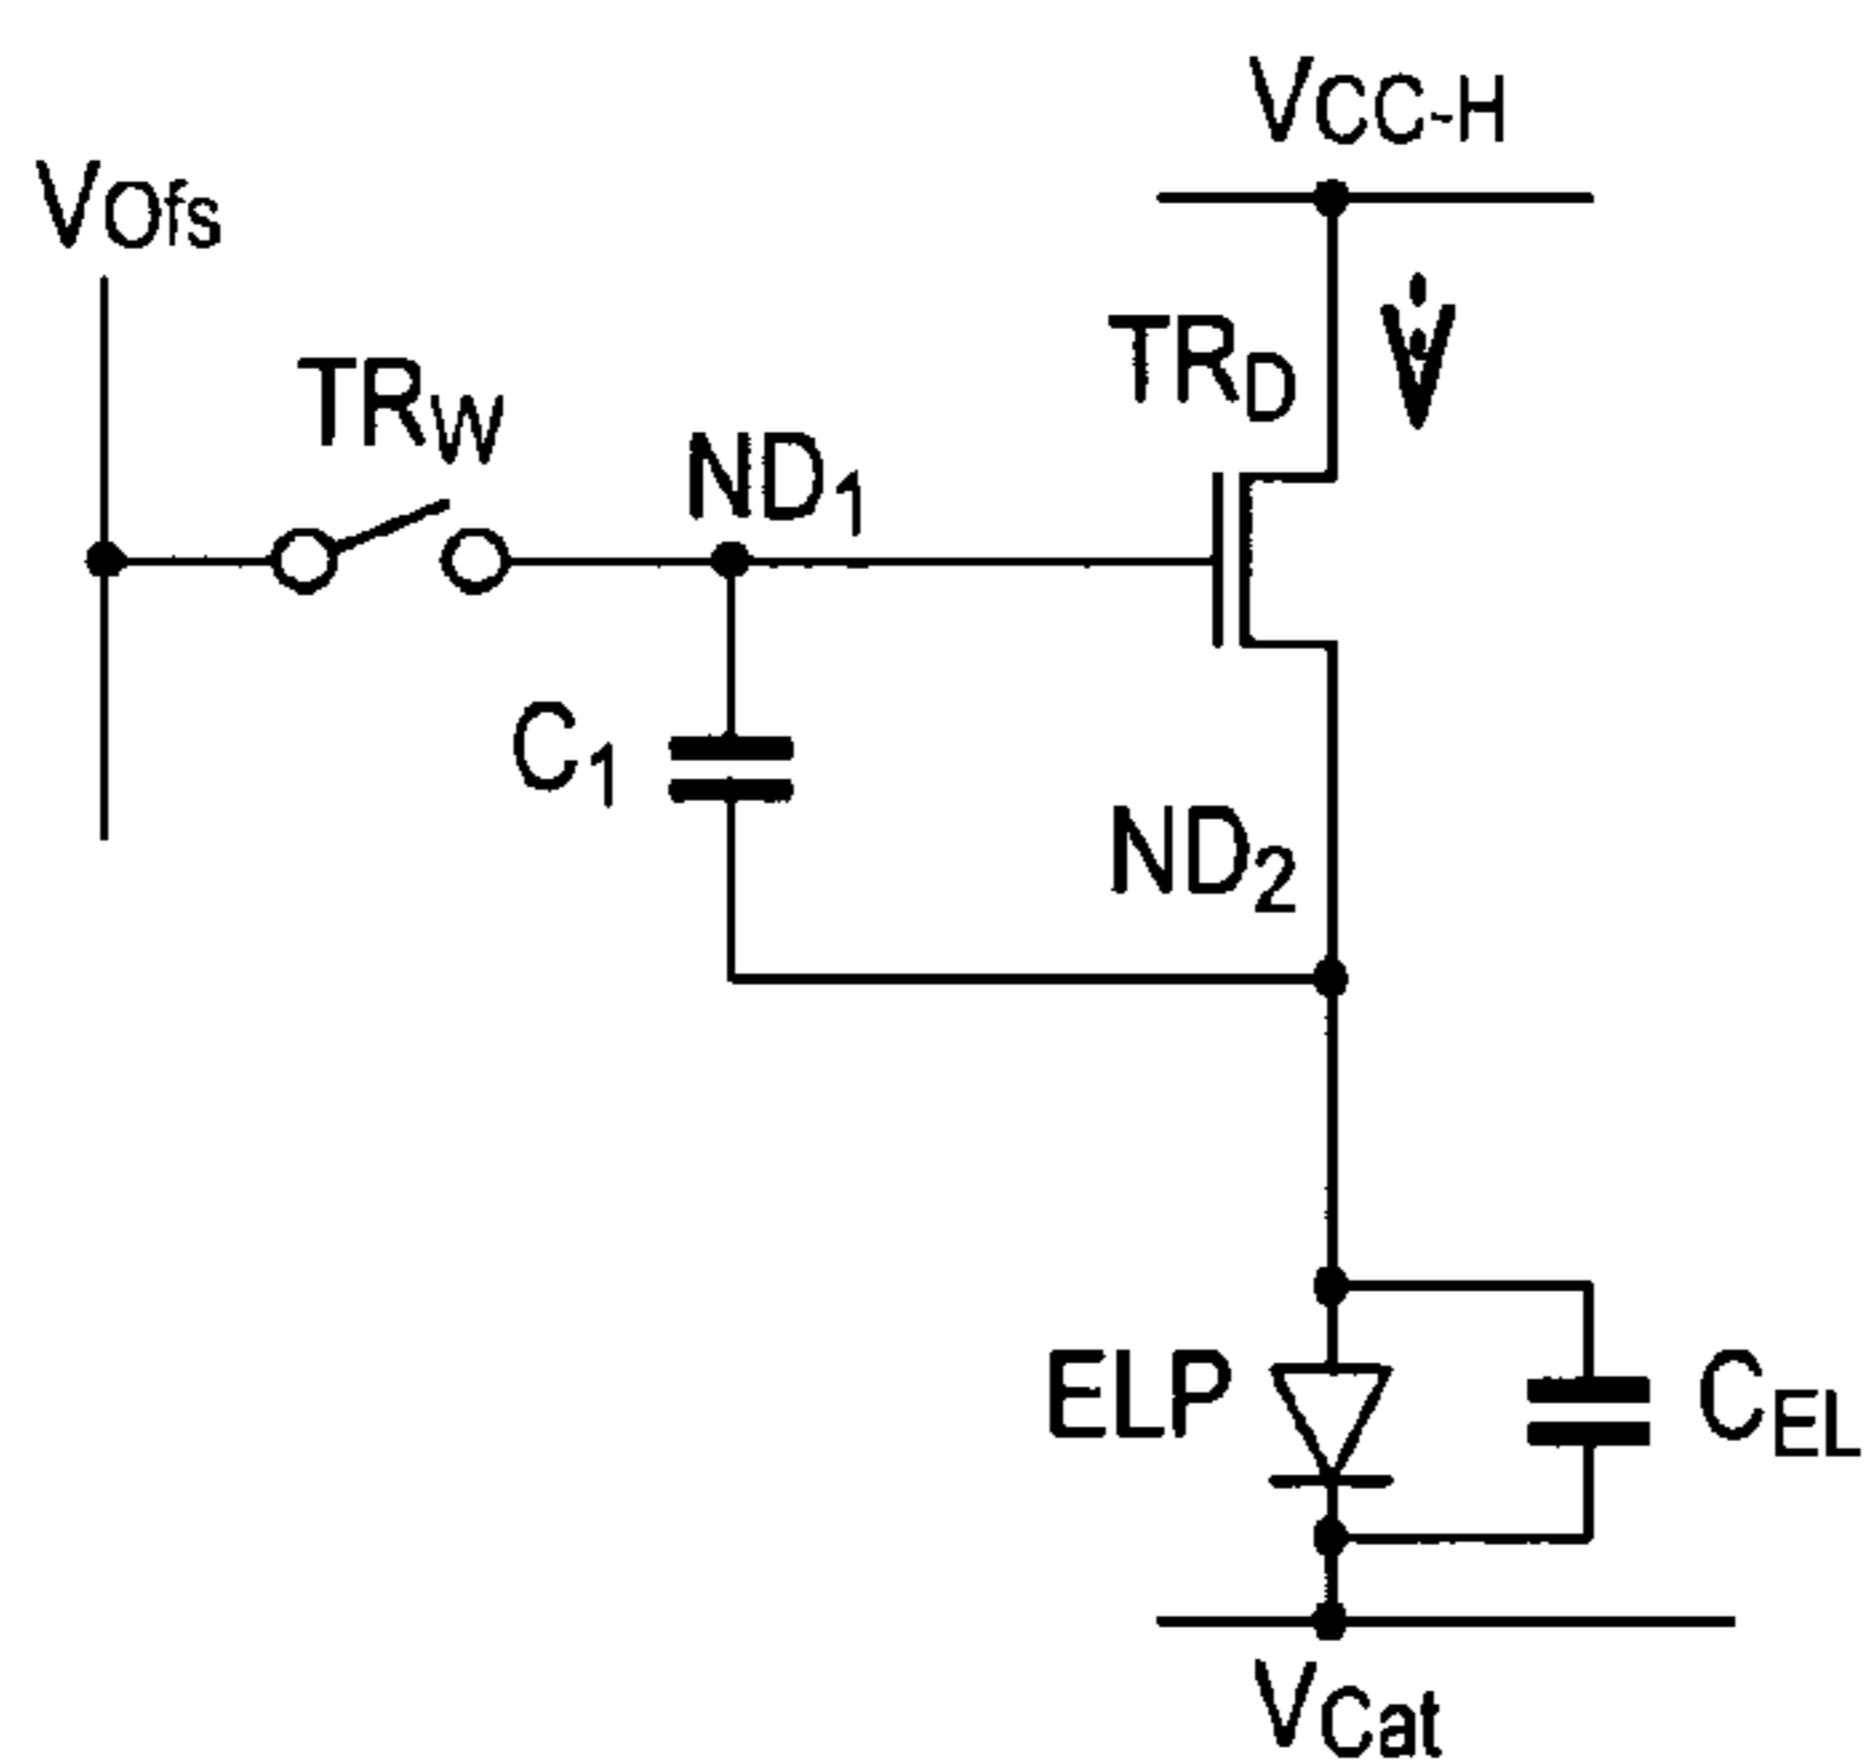 VCC-H
VOfs
TRD
TRW
ND1
C1
ND2
ELP
CEL
VCat